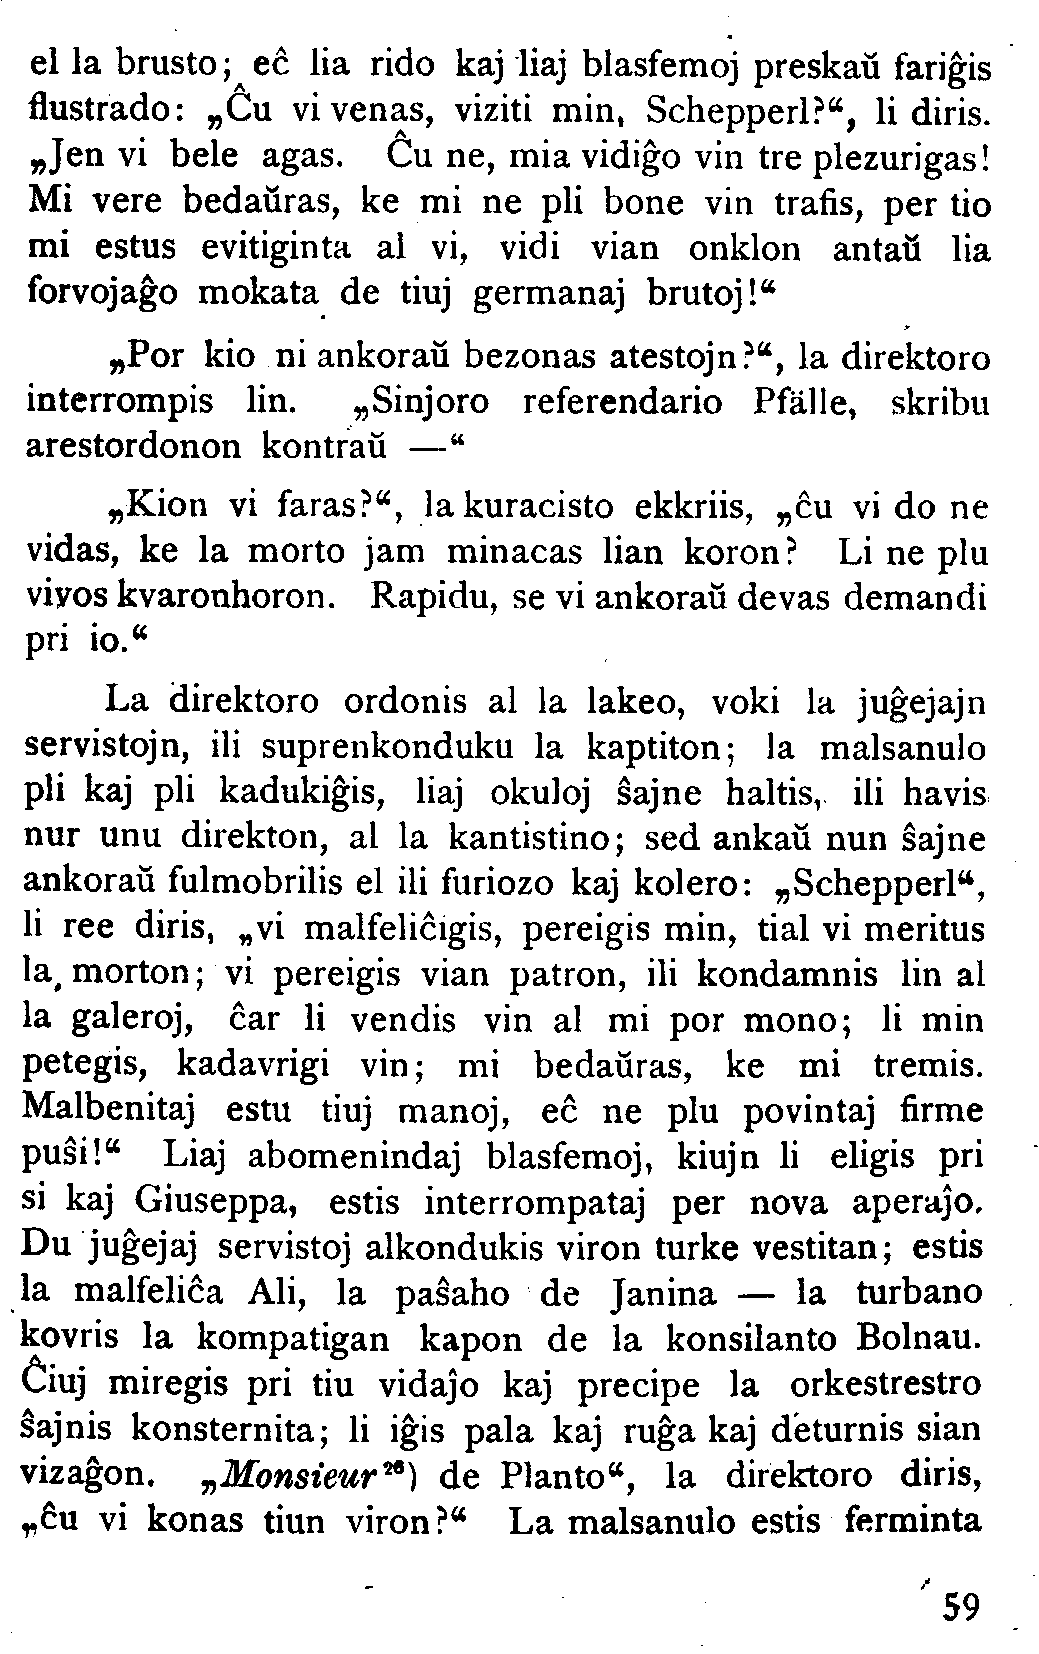 el la brusto; eĉ lia rido kaj liaj blasfemoj preskaŭ fariĝis
flustrado: „Ĉu vi venas, viziti min, Schepperl?“, li diris.
„Jen vi bele agas. Ĉu ne, mia vidiĝo vin tre plezurigas!
Mi vere bedaŭras, ke mi ne pli bone vin trafis, per tio
mi estus evitiginta al vi, vidi vian onklon antaŭ lia
forvojaĝo mokata de tiuj germanaj brutoj!“
„Por kio ni ankoraŭ bezonas atestojn?“, la direktoro
interrompis lin. „Sinjoro referendario Pfälle, skribu
arestordonon kontraŭ —“
„Kion vi faras?“, la kuracisto ekkriis, „ĉu vi do ne
vidas, ke la morto jam minacas lian koron? Li ne plu
vivos kvaronhoron. Rapidu, se vi ankoraŭ devas demandi
pri io.“
La direktoro ordonis al la lakeo, voki la juĝejajn
servistojn, ili suprenkonduku la kaptiton; la malsanulo
pli kaj pli kadukiĝis, liaj okuloj ŝajne haltis, ili havis
nur unu direkton, al la kantistino; sed ankaŭ nun ŝajne
ankoraŭ fulmobrilis el ili furiozo kaj kolero: „Schepperl“,
li ree diris, „vi malfeliĉigis, pereigis min, tial vi meritus
la morton; vi pereigis vian patron, ili kondamnis lin al
la galeroj, ĉar li vendis vin al mi por mono; li min
petegis, kadavrigi vin; mi bedaŭras, ke mi tremis.
Malbenitaj estu tiuj manoj, eĉ ne plu povintaj firme
puŝi!“ Liaj abomenindaj blasfemoj, kiujn li eligis pri
si kaj Giuseppa, estis interrompataj per nova aperaĵo.
Du juĝejaj servistoj alkondukis viron turke vestitan; estis
la malfeliĉa Ali, la paŝaho de Janina — la turbano
kovris la kompatigan kapon de la konsilanto Bolnau.
Ĉiuj miregis pri tiu vidaĵo kaj precipe la orkestrestro
ŝajnis konsternita; li iĝis pala kaj ruĝa kaj deturnis sian
vizaĝon. „Monsieur²⁶) de Planto“, la direktoro diris,
„ĉu vi konas tiun viron?“ La malsanulo estis ferminta
59